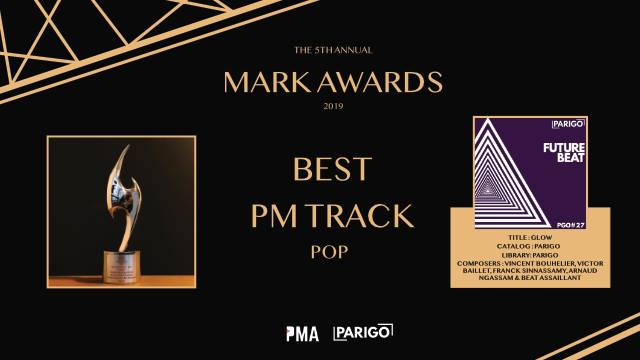 THE 5TH ANNUAL
MARK AWARDS
2019
BEST
PM TRACK
POP
PARIGO
FUTURE
BEAT
PGO#27
TITLE : GLOW
CATALOG : PARIGO
LIBRARY: PARIGO
COMPOSERS : VINCENT BOUHELIER, VICTOR
BAILLET, FRANCK SINNASSAMY, ARNAUD
NGASSAM & BEAT ASSAILLANT
PMA PARIGO